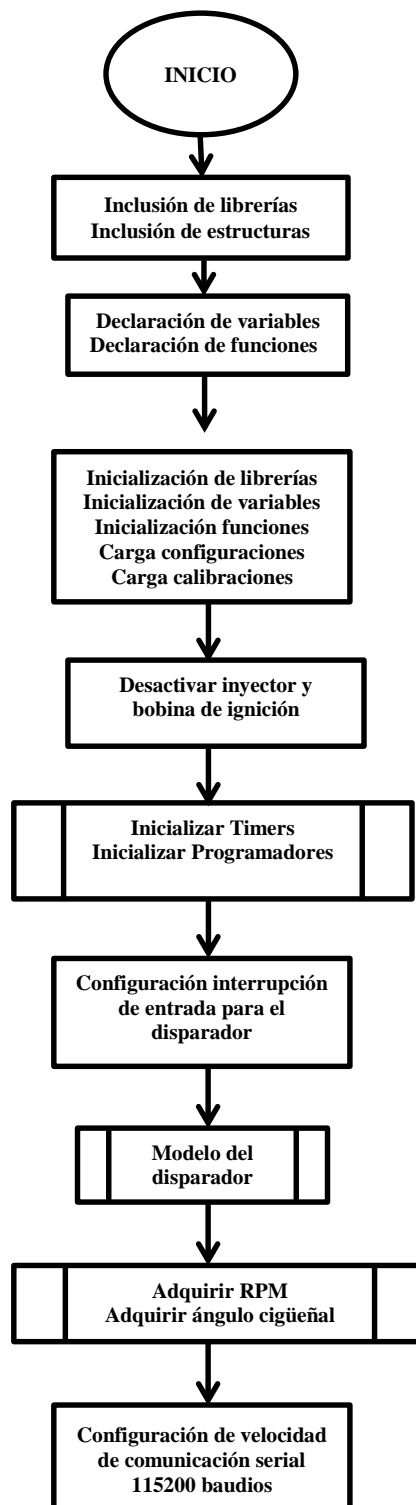 INICIO
Inclusión de librerías
Inclusión de estructuras
Declaración de variables
Declaración de funciones
Inicialización de librerías
Inicialización de variables
Inicialización funciones
Carga configuraciones
Carga calibraciones
Desactivar inyector y
bobina de ignición
Inicializar Timers
Inicializar Programadores
Configuración interrupción
de entrada para el
disparador
Modelo del
disparador
Adquirir RPM
Adquirir ángulo cigüeñal
Configuración de velocidad
de comunicación serial
115200 baudios